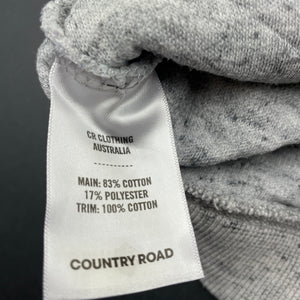 CR CLOTHING
AUSTRALIA
MAIN: 83% COTTON
17% POLYESTER
TRIM: 100% COTTON
COUNTRY ROAD